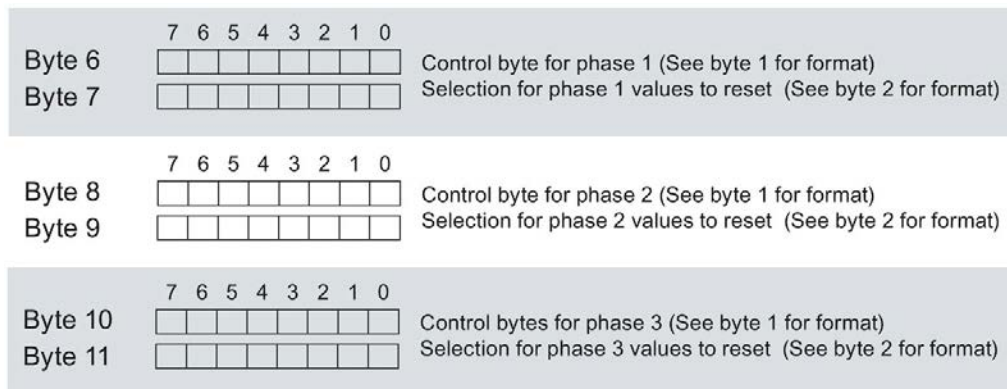 7 6 5 4 3 2 1 0
Byte 6 Control byte for phase 1 (See byte 1 for format)
Byte 7 Selection for phase 1 values to reset (See byte 2 for format)
7 6 5 4 3 2 1 0
Byte 8 Control byte for phase 2 (See byte 1 for format)
Byte 9 Selection for phase 2 values to reset (See byte 2 for format)
7 6 5 4 3 2 1 0
Byte 10 Control bytes for phase 3 (See byte 1 for format)
Byte 11 Selection for phase 3 values to reset (See byte 2 for format)